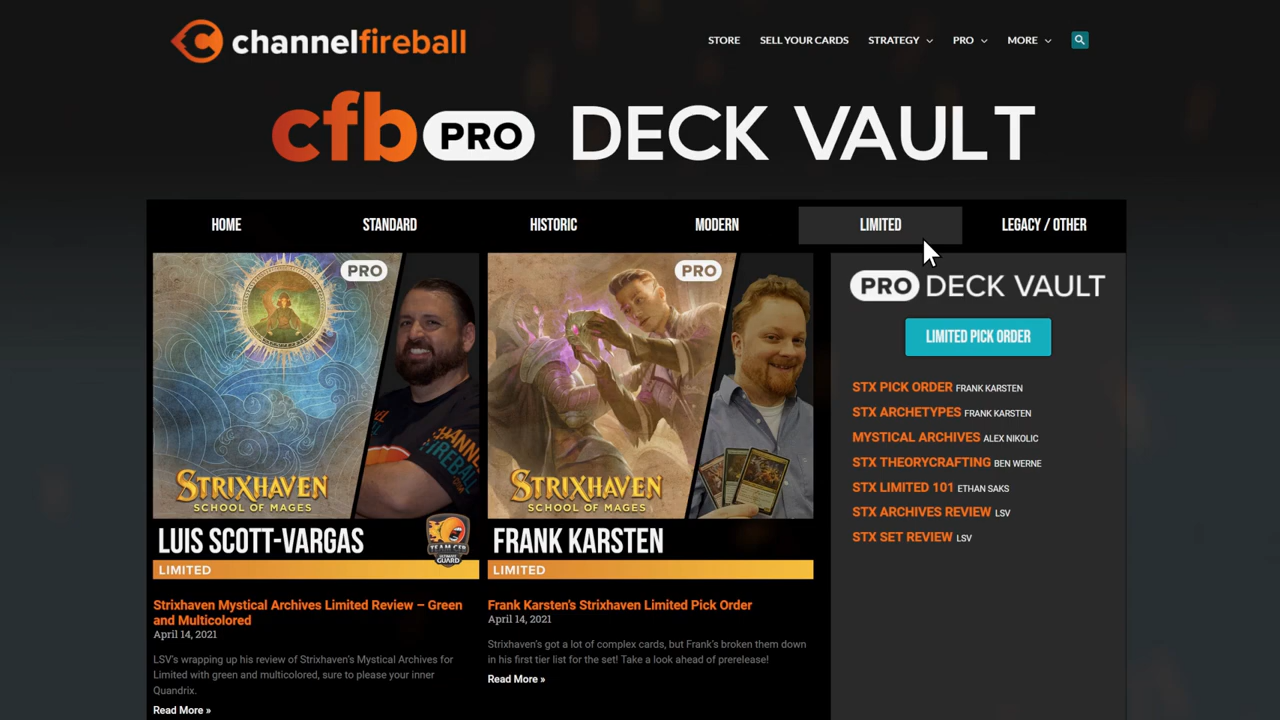 channelfireball
STORE
SELL YOUR CARDS
STRATEGY
PRO
MORE
cfb PRO DECK VAULT
HOME
STANDARD
HISTORIC
MODERN
LIMITED
LEGACY / OTHER
PRO
STRIXHAVEN
SCHOOL OF MAGES
LUIS SCOTT-VARGAS
TEAM CFB
ULTIMATE
GUARD
LIMITED
Strixhaven Mystical Archives Limited Review – Green
and Multicolored
April 14, 2021
LSV's wrapping up his review of Strixhaven's Mystical Archives for
Limited with green and multicolored, sure to please your inner
Quandrix.
Read More »
PRO
STRIXHAVEN
SCHOOL OF MAGES
FRANK KARSTEN
LIMITED
Frank Karsten's Strixhaven Limited Pick Order
April 14, 2021
Strixhaven's got a lot of complex cards, but Frank's broken them down
in his first tier list for the set! Take a look ahead of prerelease!
Read More »
PRO DECK VAULT
LIMITED PICK ORDER
STX PICK ORDER FRANK KARSTEN
STX ARCHETYPES FRANK KARSTEN
MYSTICAL ARCHIVES ALEX NIKOLIC
STX THEORYCRAFTING BEN WERNE
STX LIMITED 101 ETHAN SAKS
STX ARCHIVES REVIEW LSV
STX SET REVIEW LSV